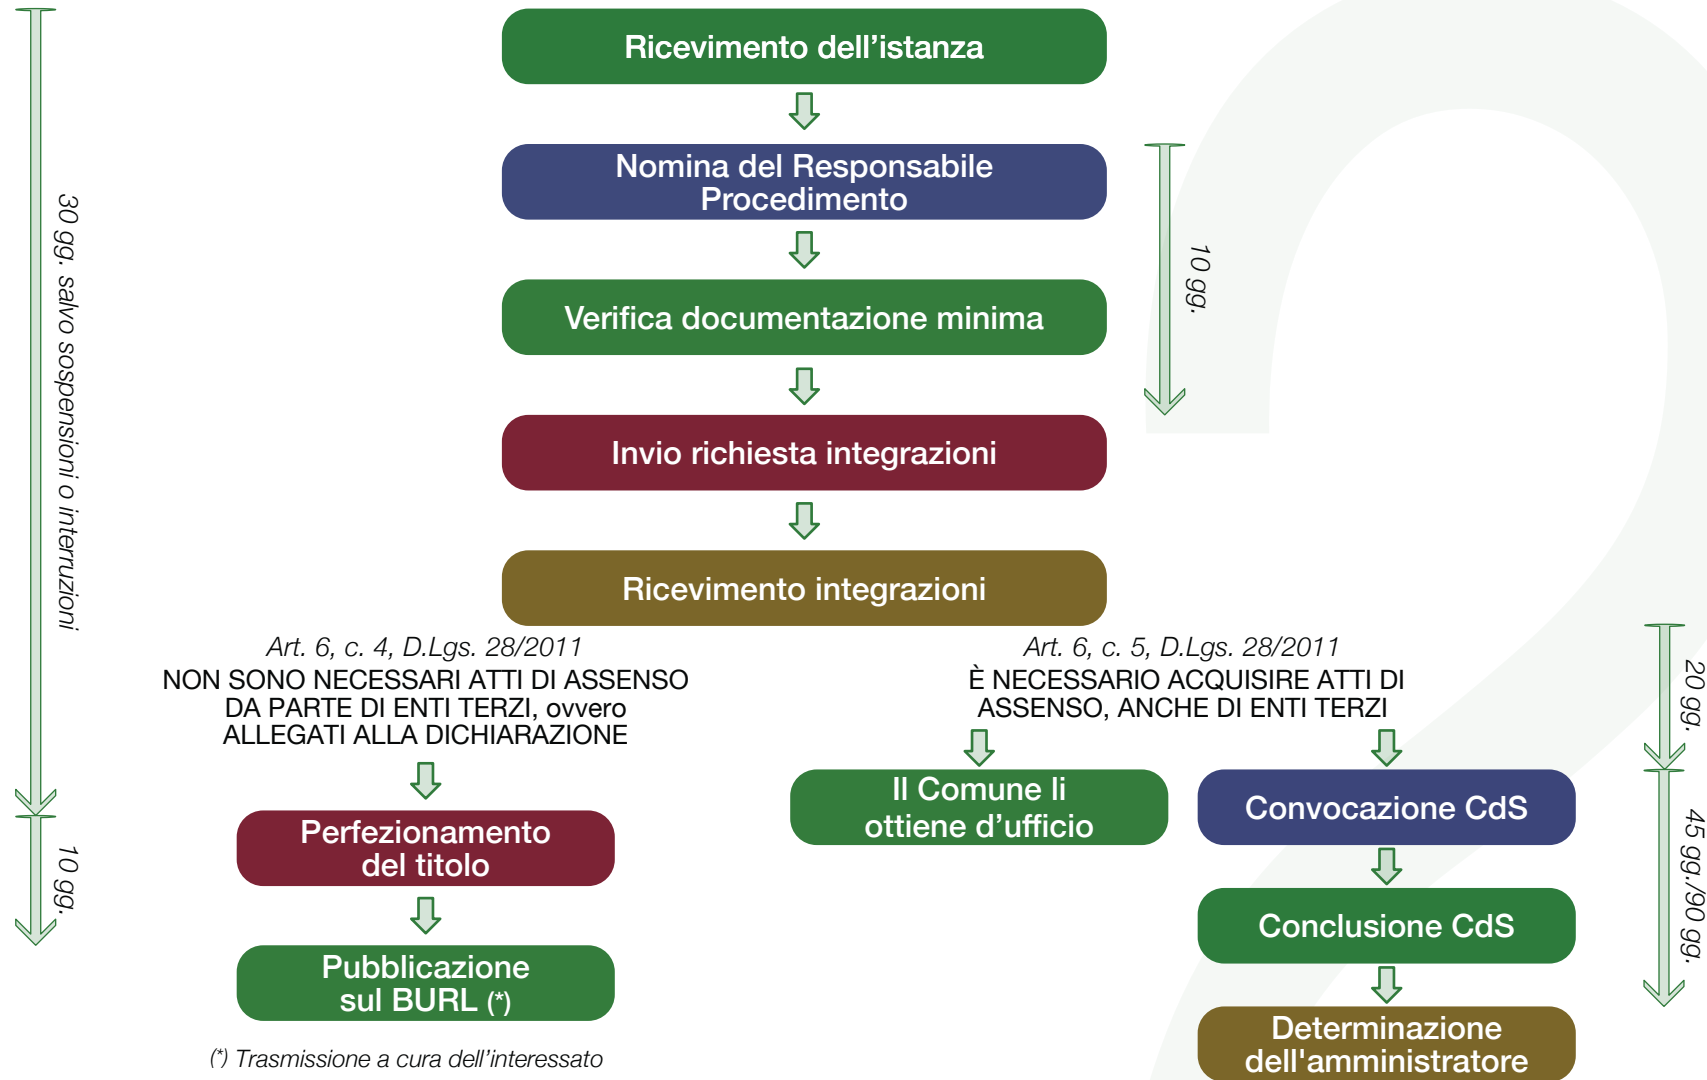 Ricevimento dell’istanza
Nomina del Responsabile
Procedimento
Verifica documentazione minima
Invio richiesta integrazioni
Ricevimento integrazioni
30 gg. salvo sospensioni o interruzioni
10 gg.
10 gg.
Art. 6, c. 4, D.Lgs. 28/2011
NON SONO NECESSARI ATTI DI ASSENSO
DA PARTE DI ENTI TERZI, ovvero
ALLEGATI ALLA DICHIARAZIONE
Perfezionamento
del titolo
Pubblicazione
sul BURL (*)
(*) Trasmissione a cura dell’interessato
Art. 6, c. 5, D.Lgs. 28/2011
È NECESSARIO ACQUISIRE ATTI DI
ASSENSO, ANCHE DI ENTI TERZI
Il Comune li
ottiene d’ufficio
Convocazione CdS
Conclusione CdS
Determinazione
dell'amministratore
20 gg.
45 gg./90 gg.
2